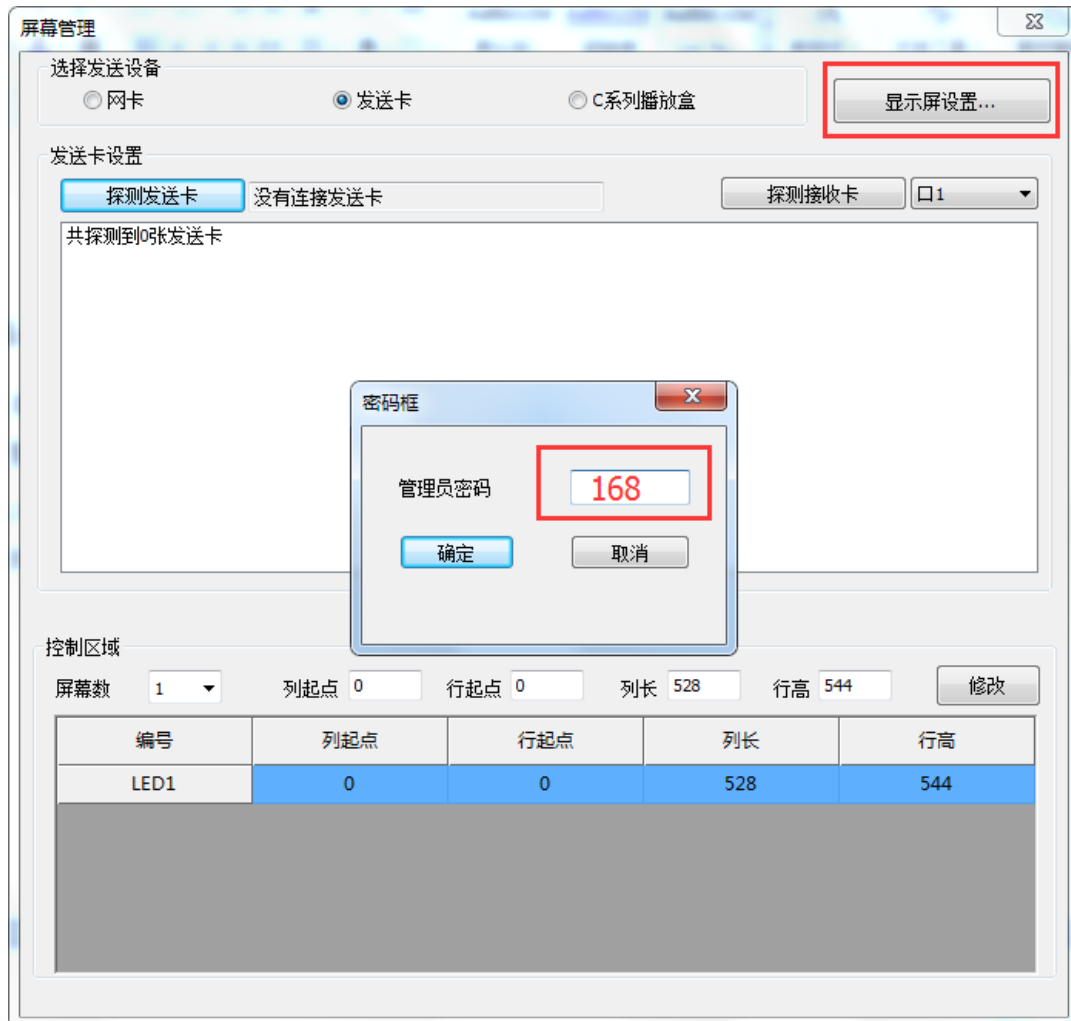 屏幕管理
选择发送设备
网卡 发送卡 C系列播放盒 显示屏设置...
发送卡设置
探测发送卡 没有连接发送卡 探测接收卡 口1
共探测到0张发送卡
密码框
管理员密码 168
确定 取消
控制区域
屏幕数 1 列起点 0 行起点 0 列长 528 行高 544 修改
编号 列起点 行起点 列长 行高
LED1 0 0 528 544